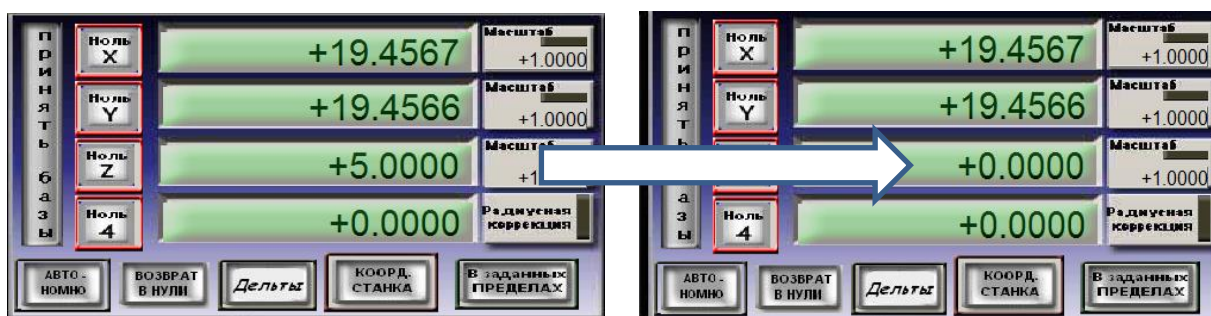 ПРИНЯТЬ базы
Ноль X
+19.4567
Масштаб
+1.0000
Ноль Y
+19.4566
Масштаб
+1.0000
Ноль Z
+5.0000
Масштаб
Ноль 4
+0.0000
Радиусная
коррекция
АВТО-
НОМНО
ВОЗВРАТ
В НУЛИ
Дельты
КООРД.
СТАНКА
В заданных
ПРЕДЕЛАХ
Ноль X
+19.4567
Масштаб
+1.0000
Ноль Y
+19.4566
Масштаб
+1.0000
+0.0000
Масштаб
+1.0000
Ноль 4
+0.0000
Радиусная
коррекция
АВТО-
НОМНО
ВОЗВРАТ
В НУЛИ
Дельты
КООРД.
СТАНКА
В заданных
ПРЕДЕЛАХ